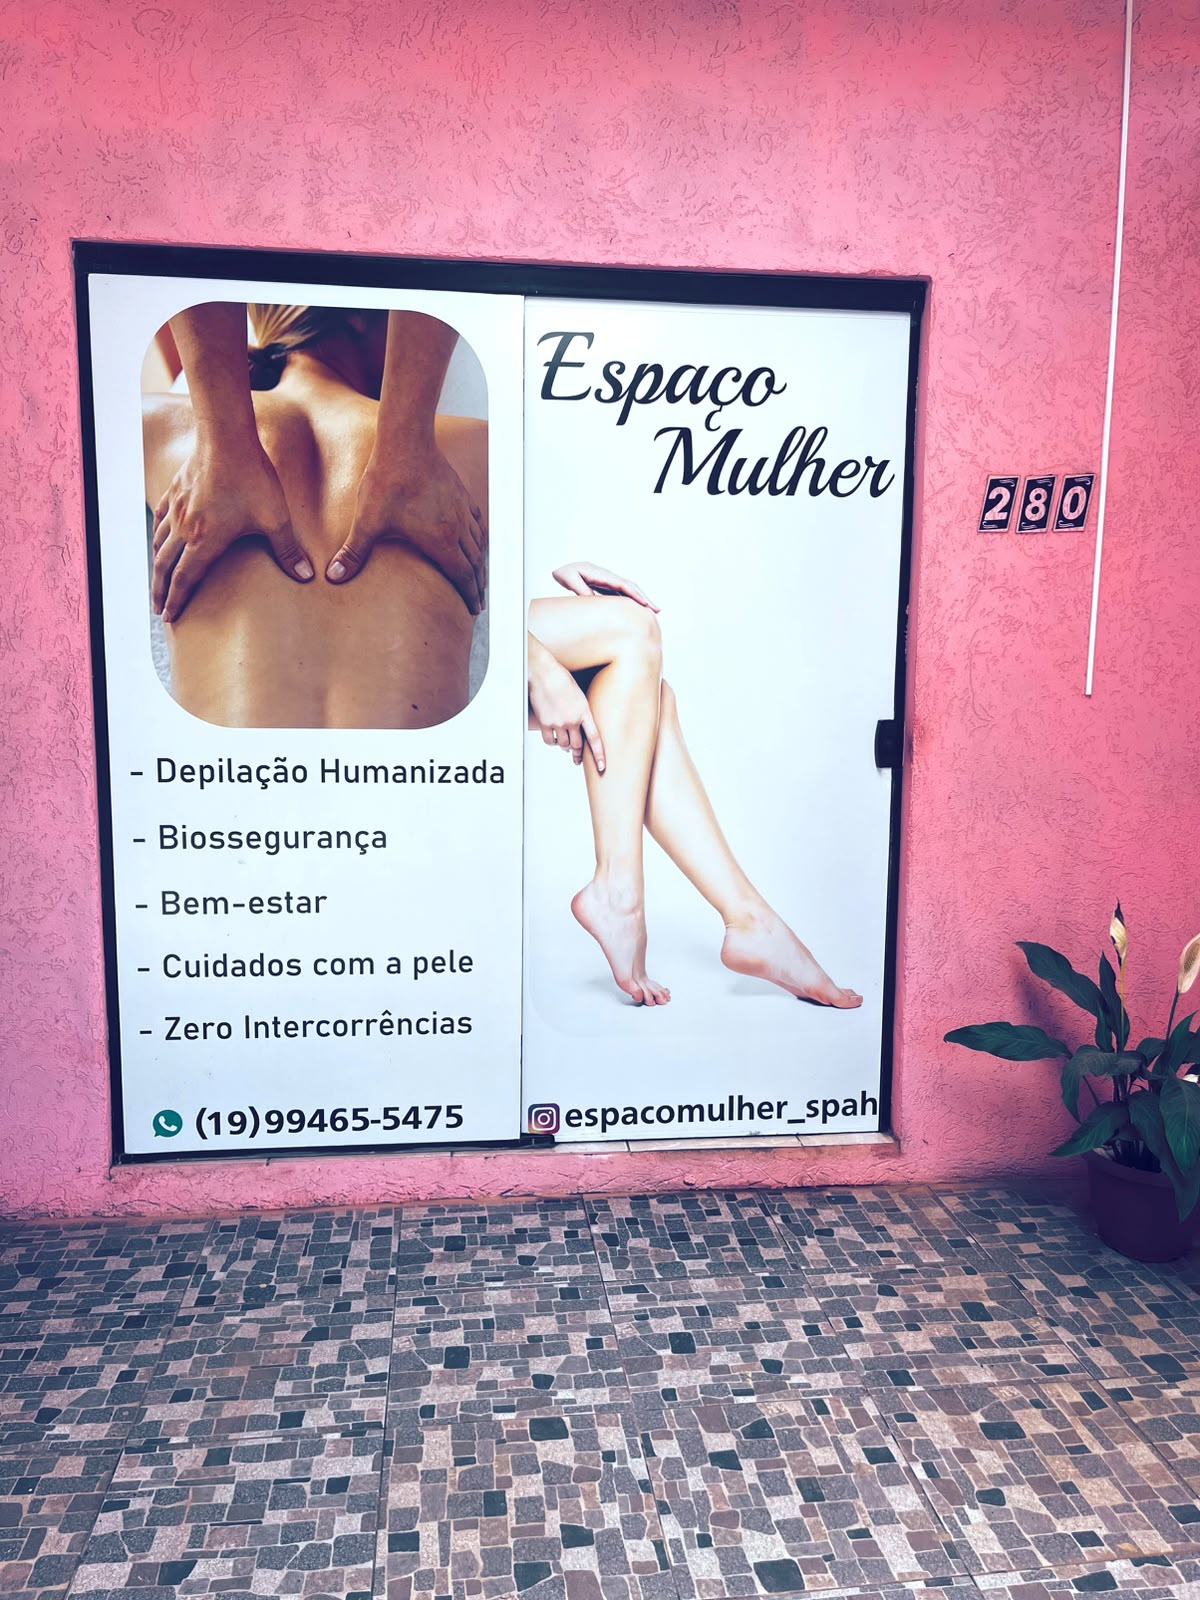 Espaço
Mulher
280
- Depilação Humanizada
- Biossegurança
- Bem-estar
- Cuidados com a pele
- Zero Intercorrências
(19)99465-5475
espacomulher_spah